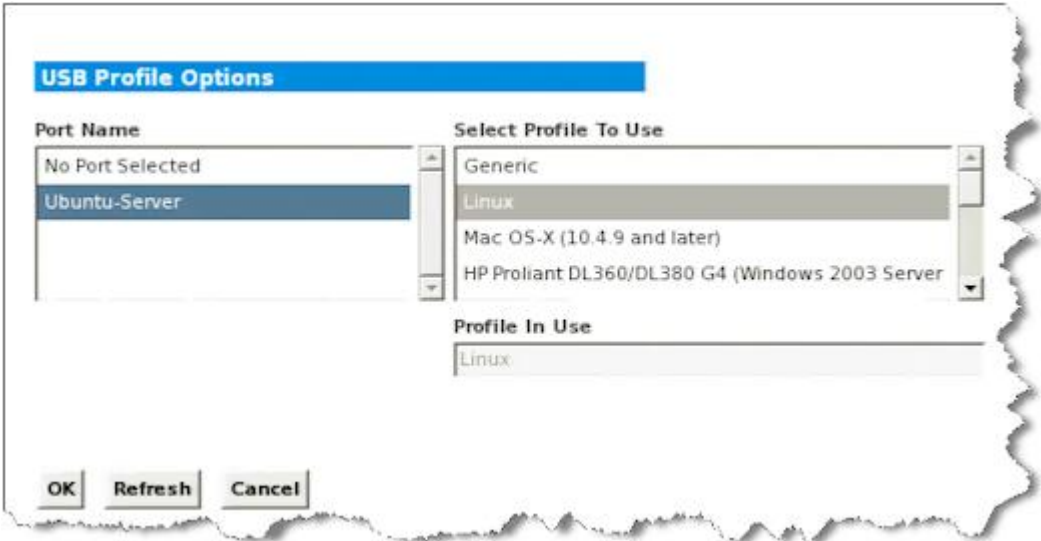 USB Profile Options
Port Name
No Port Selected
Ubuntu-Server
Select Profile To Use
Generic
Linux
Mac OS-X (10.4.9 and later)
HP Proliant DL360/DL380 G4 (Windows 2003 Server
Profile In Use
Linux
OK
Refresh
Cancel